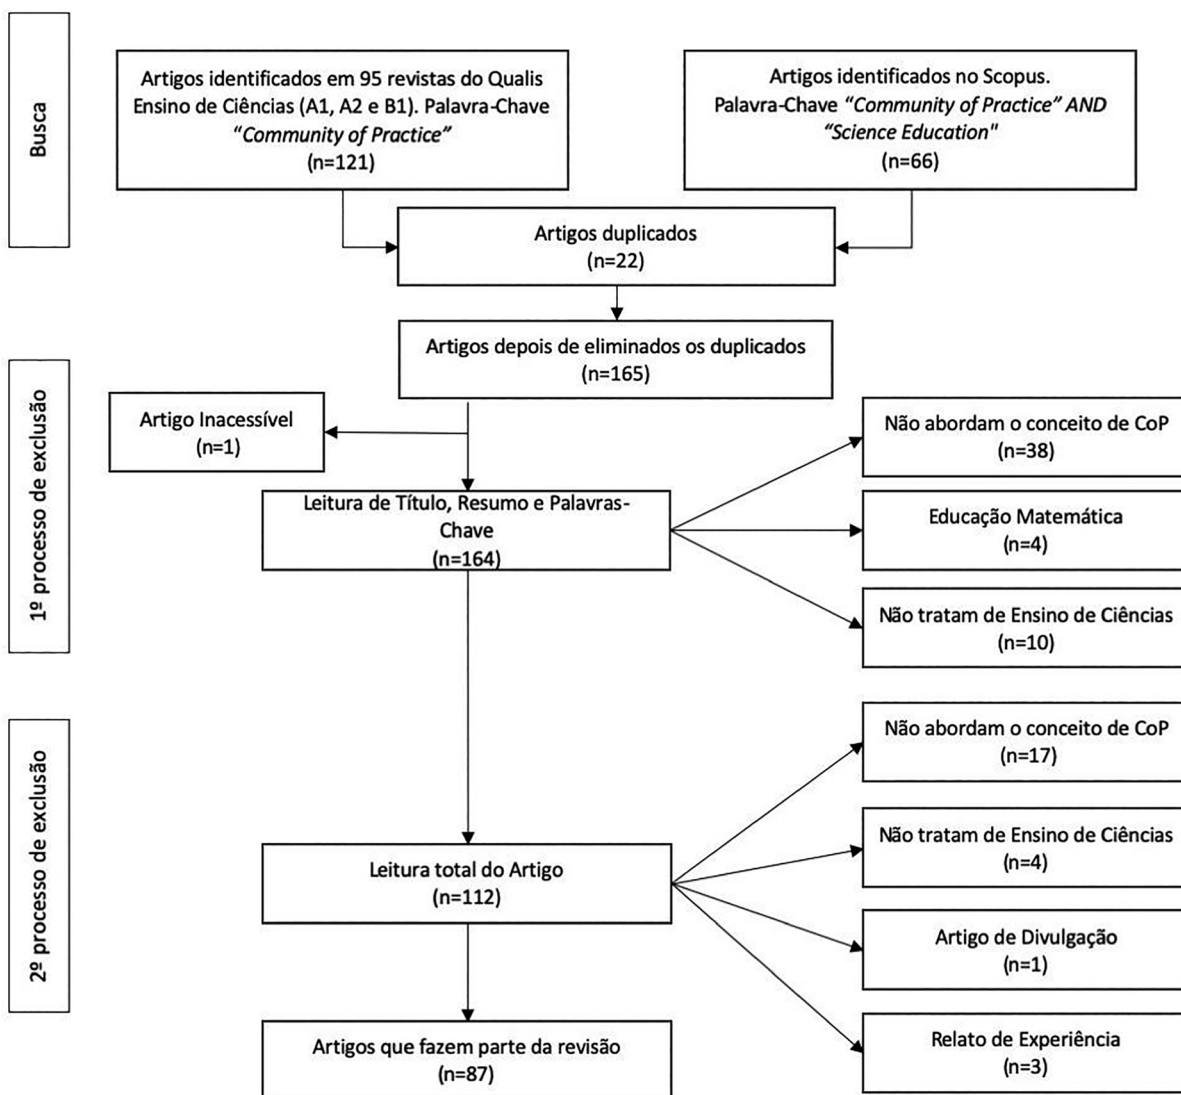 Busca
Artigos identificados em 95 revistas do Qualis
Ensino de Ciências (A1, A2 e B1). Palavra-Chave
“Community of Practice”
(n=121)
Artigos identificados no Scopus.
Palavra-Chave “Community of Practice” AND
“Science Education"
(n=66)
Artigos duplicados
(n=22)
Artigos depois de eliminados os duplicados
(n=165)
1º processo de exclusão
Artigo Inacessível
(n=1)
Leitura de Título, Resumo e Palavras-
Chave
(n=164)
Não abordam o conceito de CoP
(n=38)
Educação Matemática
(n=4)
Não tratam de Ensino de Ciências
(n=10)
2º processo de exclusão
Leitura total do Artigo
(n=112)
Não abordam o conceito de CoP
(n=17)
Não tratam de Ensino de Ciências
(n=4)
Artigo de Divulgação
(n=1)
Relato de Experiência
(n=3)
Artigos que fazem parte da revisão
(n=87)